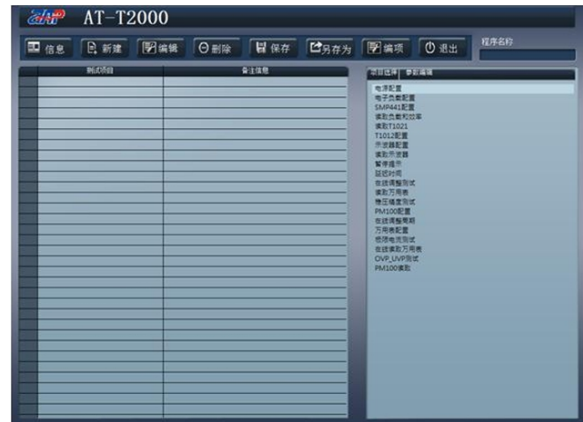 AT-T2000
信息 新建 编辑 删除 保存 另存为 编项 退出 程序名称
测试项目 备注信息 项目选择 参数编辑
电源配置
电子负载配置
SMP441配置
读取负载和效率
读取T1021
T1012配置
示波器配置
读取示波器
暂停提示
延迟时间
在线调整测试
读取万用表
稳压精度测试
PM100配置
在线调整周期
万用表配置
极限电流测试
在线读取万用表
OVP_UVP测试
PM100读取